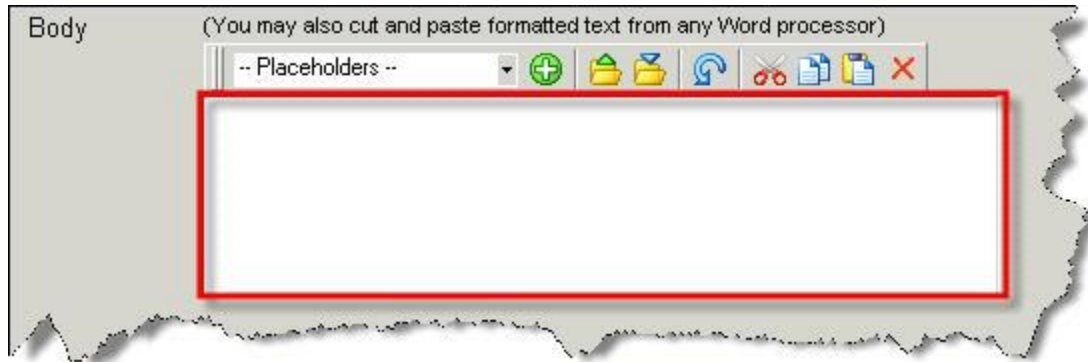 Body
(You may also cut and paste formatted text from any Word processor)
-- Placeholders --